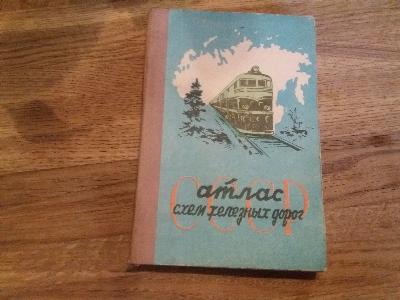 атлас
СССР
схем железных дорог